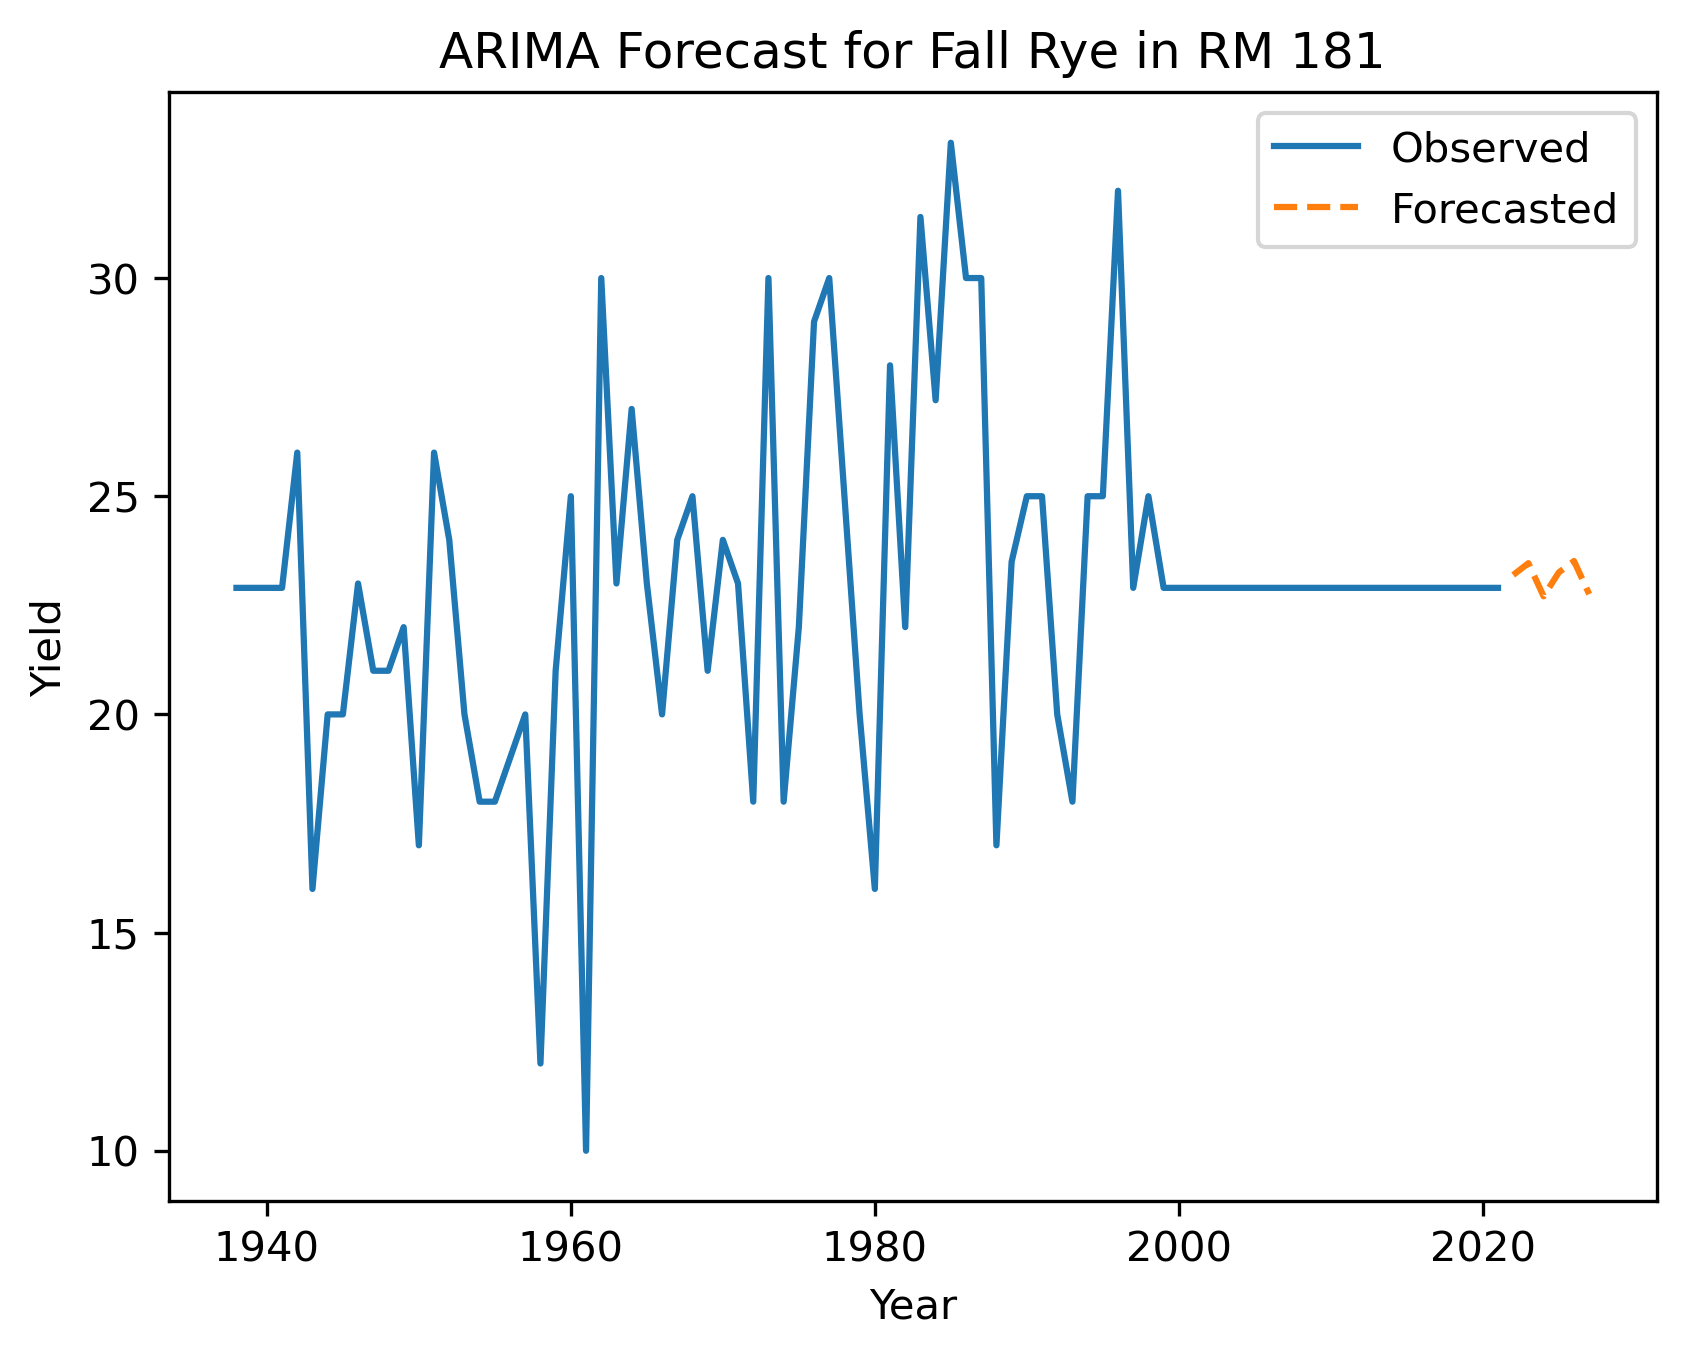 ARIMA Forecast for Fall Rye in RM 181
Observed
Forecasted
Yield
30
25
20
15
10
1940 1960 1980 2000 2020
Year